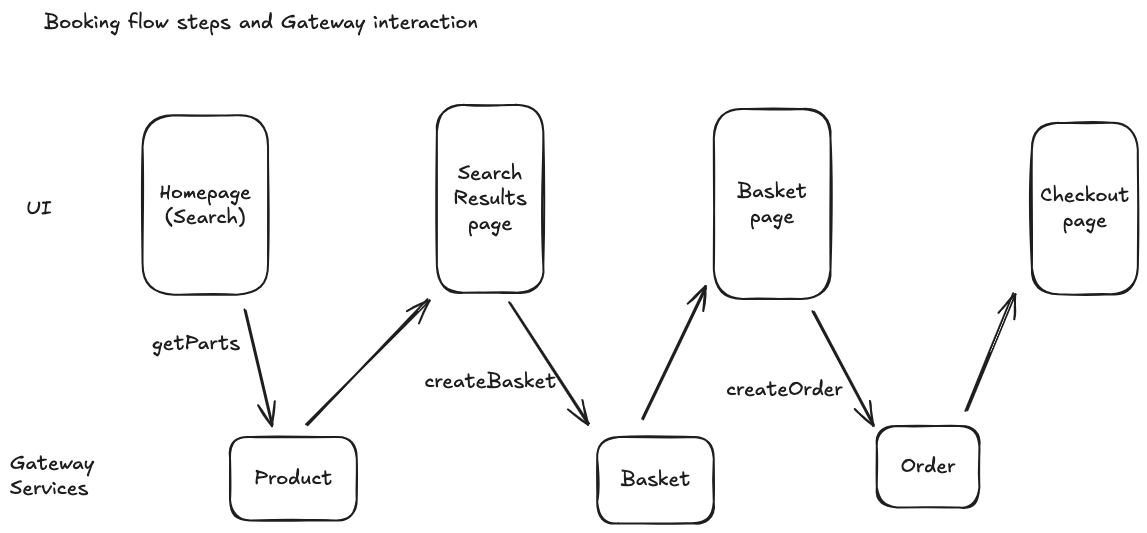 Booking flow steps and Gateway interaction
UI
Homepage
(Search)
Search
Results
page
Basket
page
Checkout
page
getParts
createBasket
createOrder
Gateway
Services
Product
Basket
Order